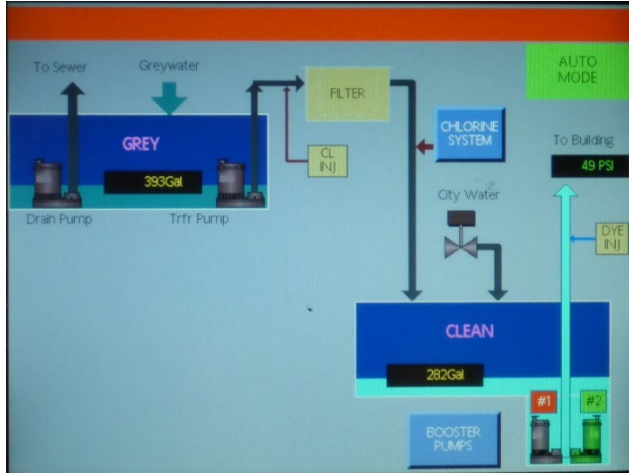 To Sewer
Greywater
AUTO
MODE
FILTER
GREY
CL
INJ
CHLORINE
SYSTEM
To Building
49 PSI
393Gal
Drain Pump
Trfr Pump
City Water
DYE
INJ
CLEAN
282Gal
#1
#2
BOOSTER
PUMPS